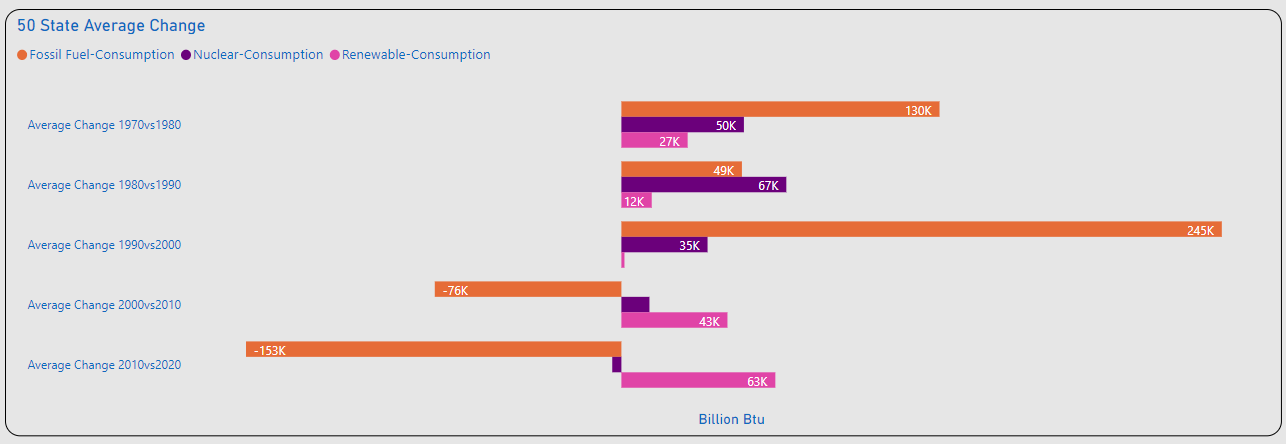 50 State Average Change
Fossil Fuel-Consumption Nuclear-Consumption Renewable-Consumption
Average Change 1970vs1980
130K
50K
27K
Average Change 1980vs1990
49K
67K
12K
Average Change 1990vs2000
245K
35K
Average Change 2000vs2010
-76K
43K
Average Change 2010vs2020
-153K
63K
Billion Btu